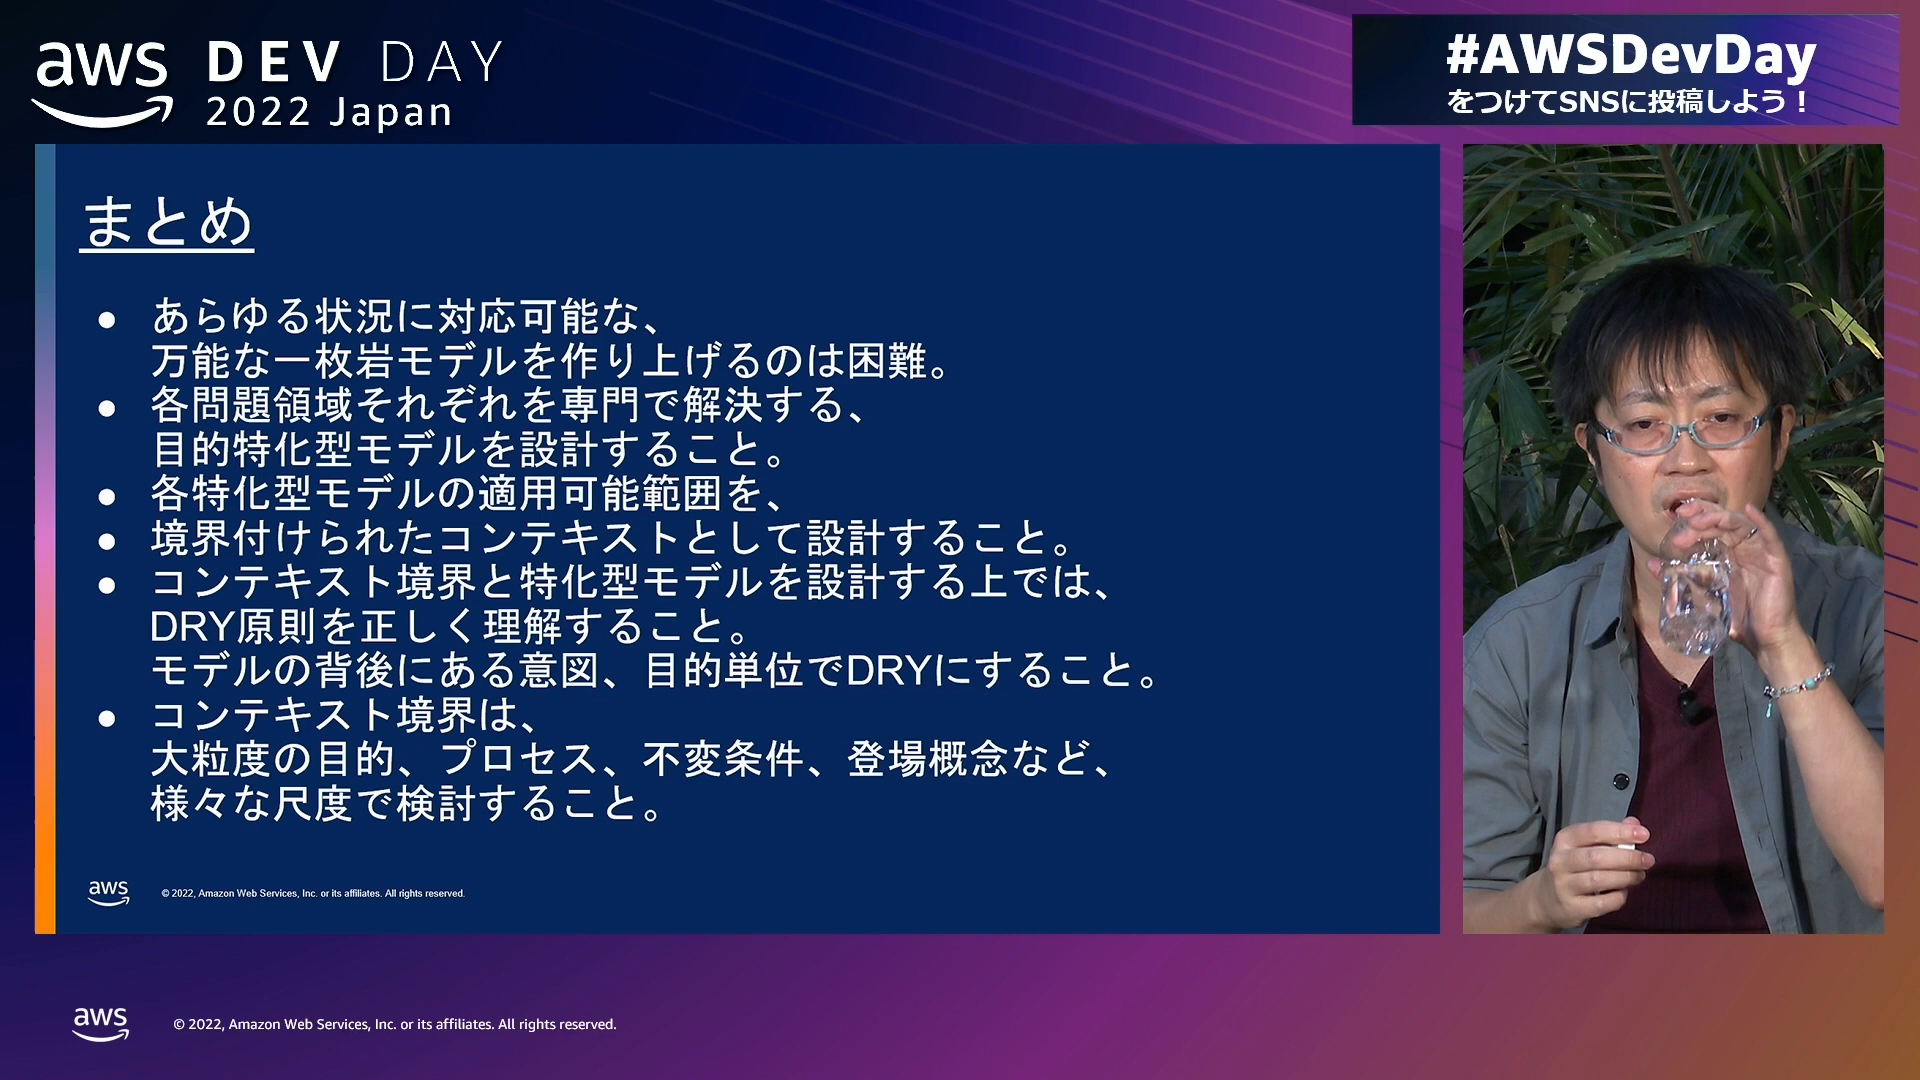 aws DEV DAY
2022 Japan
#AWSDevDay
をつけてSNSに投稿しよう！
まとめ
● あらゆる状況に対応可能な、
万能な一枚岩モデルを作り上げるのは困難。
● 各問題領域それぞれを専門で解決する、
目的特化型モデルを設計すること。
● 各特化型モデルの適用可能範囲を、
● 境界付けられたコンテキストとして設計すること。
● コンテキスト境界と特化型モデルを設計する上では、
DRY原則を正しく理解すること。
モデルの背後にある意図、目的単位でDRYにすること。
● コンテキスト境界は、
大粒度の目的、プロセス、不変条件、登場概念など、
様々な尺度で検討すること。
aws © 2022, Amazon Web Services, Inc. or its affiliates. All rights reserved.
aws © 2022, Amazon Web Services, Inc. or its affiliates. All rights reserved.